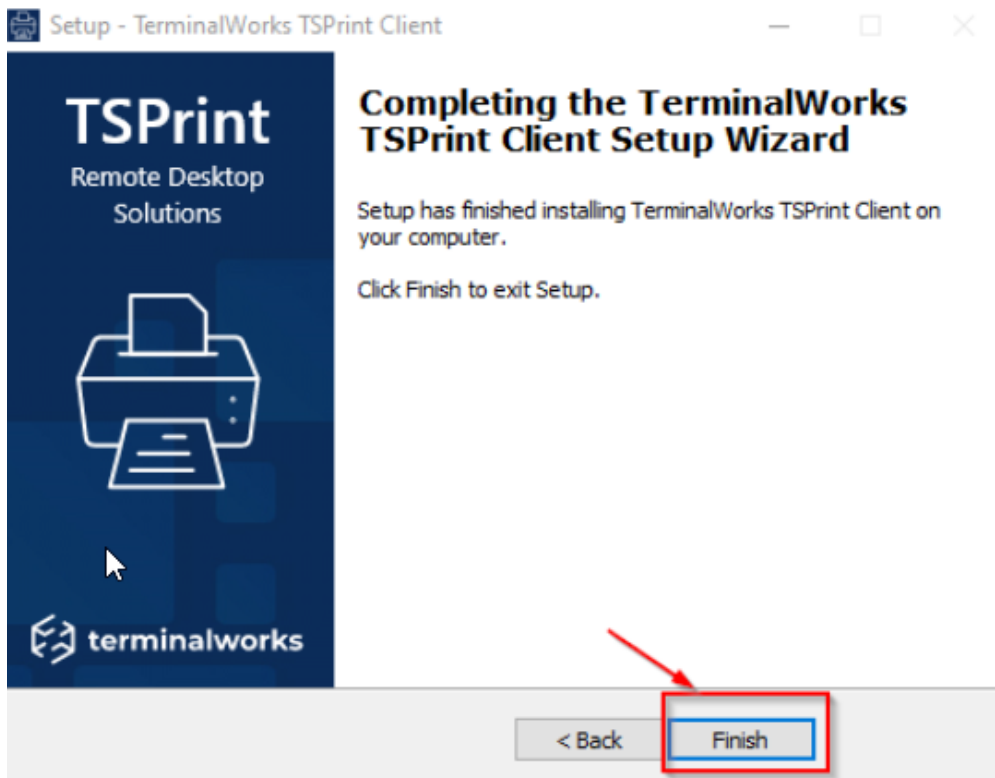 Setup - TerminalWorks TSPrint Client
TSPrint
Remote Desktop
Solutions
terminalworks
Completing the TerminalWorks
TSPrint Client Setup Wizard
Setup has finished installing TerminalWorks TSPrint Client on
your computer.
Click Finish to exit Setup.
< Back
Finish